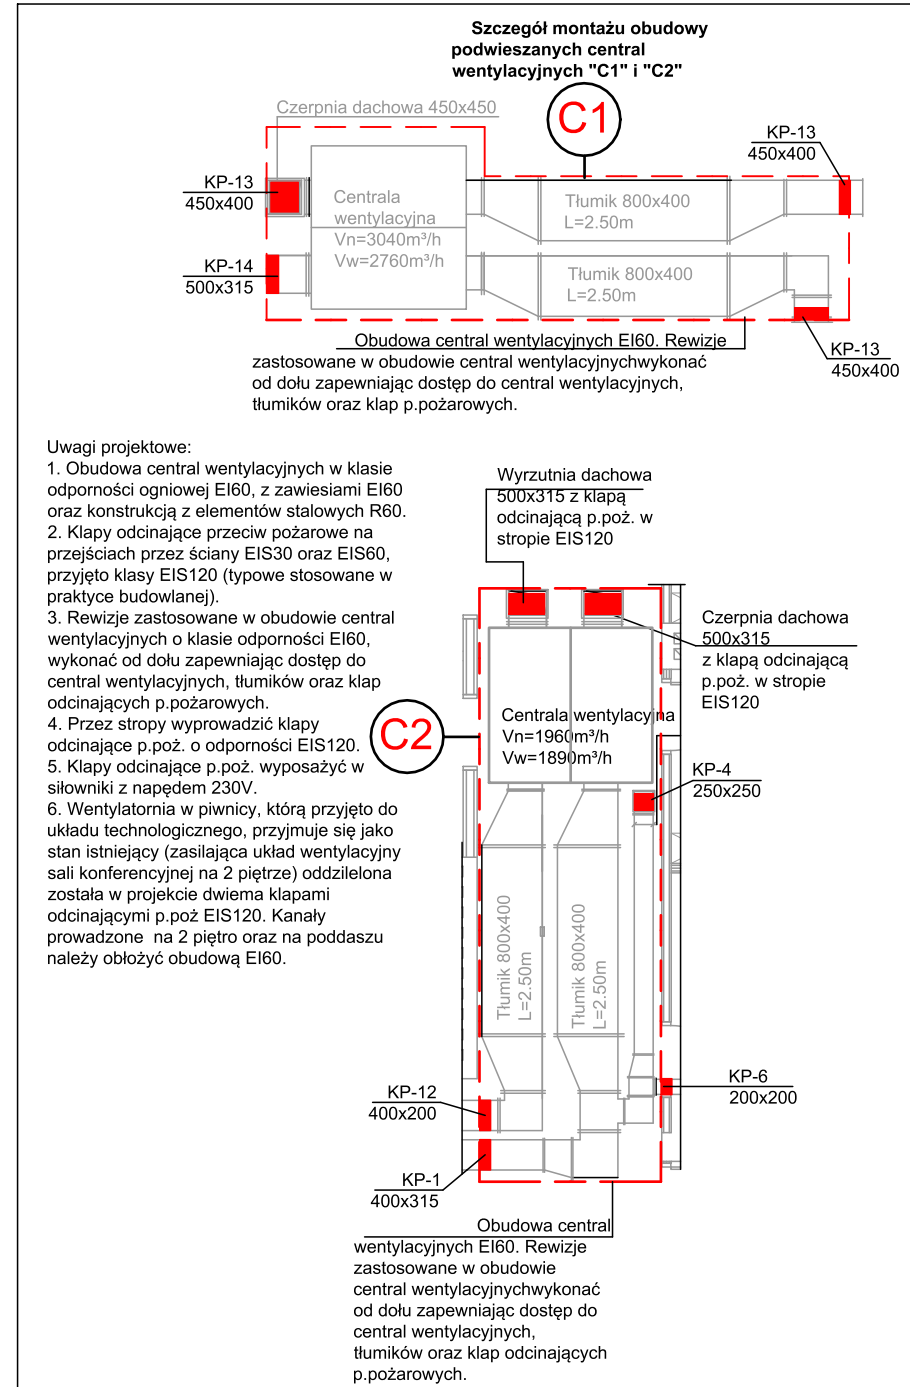 Szczegół montażu obudowy
podwieszanych central
wentylacyjnych "C1" i "C2"
C1
Czerpnia dachowa 450x450
KP-13
450x400
KP-13
450x400
Centrala
wentylacyjna
Vn=3040m³/h
Vw=2760m³/h
Tłumik 800x400
L=2.50m
KP-14
500x315
Tłumik 800x400
L=2.50m
KP-13
450x400
Obudowa central wentylacyjnych EI60. Rewizje
zastosowane w obudowie central wentylacyjnychwykonać
od dołu zapewniając dostęp do central wentylacyjnych,
tłumików oraz klap p.pożarowych.
Uwagi projektowe:
1. Obudowa central wentylacyjnych w klasie
odporności ogniowej EI60, z zawiesiami EI60
oraz konstrukcją z elementów stalowych R60.
2. Klapy odcinające przeciw pożarowe na
przejściach przez ściany EIS30 oraz EIS60,
przyjęto klasy EIS120 (typowe stosowane w
praktyce budowlanej).
3. Rewizje zastosowane w obudowie central
wentylacyjnych o klasie odporności EI60,
wykonać od dołu zapewniając dostęp do
central wentylacyjnych, tłumików oraz klap
odcinających p.pożarowych.
4. Przez stropy wyprowadzić klapy
odcinające p.poż. o odporności EIS120.
5. Klapy odcinające p.poż. wyposażyć w
siłowniki z napędem 230V.
6. Wentylatornia w piwnicy, którą przyjęto do
układu technologicznego, przyjmuje się jako
stan istniejący (zasilająca układ wentylacyjny
sali konferencyjnej na 2 piętrze) oddzilelona
została w projekcie dwiema klapami
odcinającymi p.poż EIS120. Kanały
prowadzone  na 2 piętro oraz na poddaszu
należy obłożyć obudową EI60.
Wyrzutnia dachowa
500x315 z klapą
odcinającą p.poż. w
stropie EIS120
Czerpnia dachowa
500x315
z klapą odcinającą
p.poż. w stropie
EIS120
C2
Centrala wentylacyjna
Vn=1960m³/h
Vw=1890m³/h
KP-4
250x250
Tłumik 800x400
L=2.50m
Tłumik 800x400
L=2.50m
KP-12
400x200
KP-6
200x200
KP-1
400x315
Obudowa central
wentylacyjnych EI60. Rewizje
zastosowane w obudowie
central wentylacyjnychwykonać
od dołu zapewniając dostęp do
central wentylacyjnych,
tłumików oraz klap odcinających
p.pożarowych.